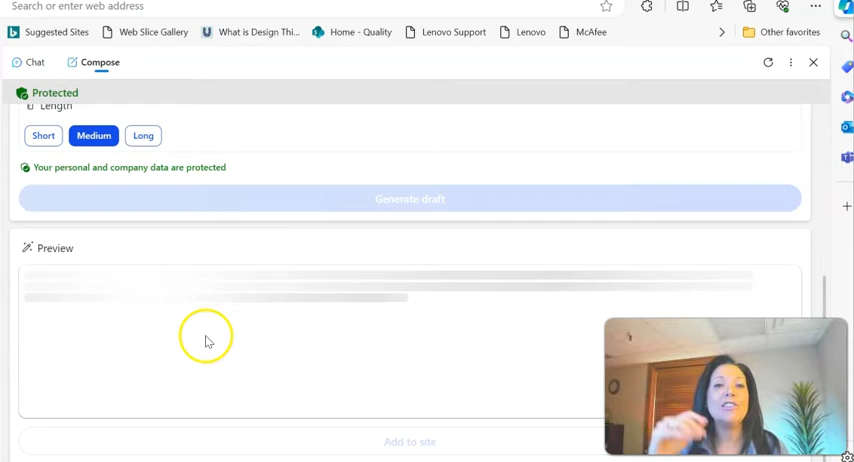 Search or enter web address
Suggested Sites Web Slice Gallery What is Design Thi... Home - Quality Lenovo Support Lenovo McAfee Other favorites
Chat Compose
Protected
Length
Short Medium Long
Your personal and company data are protected
Generate draft
Preview
Add to site